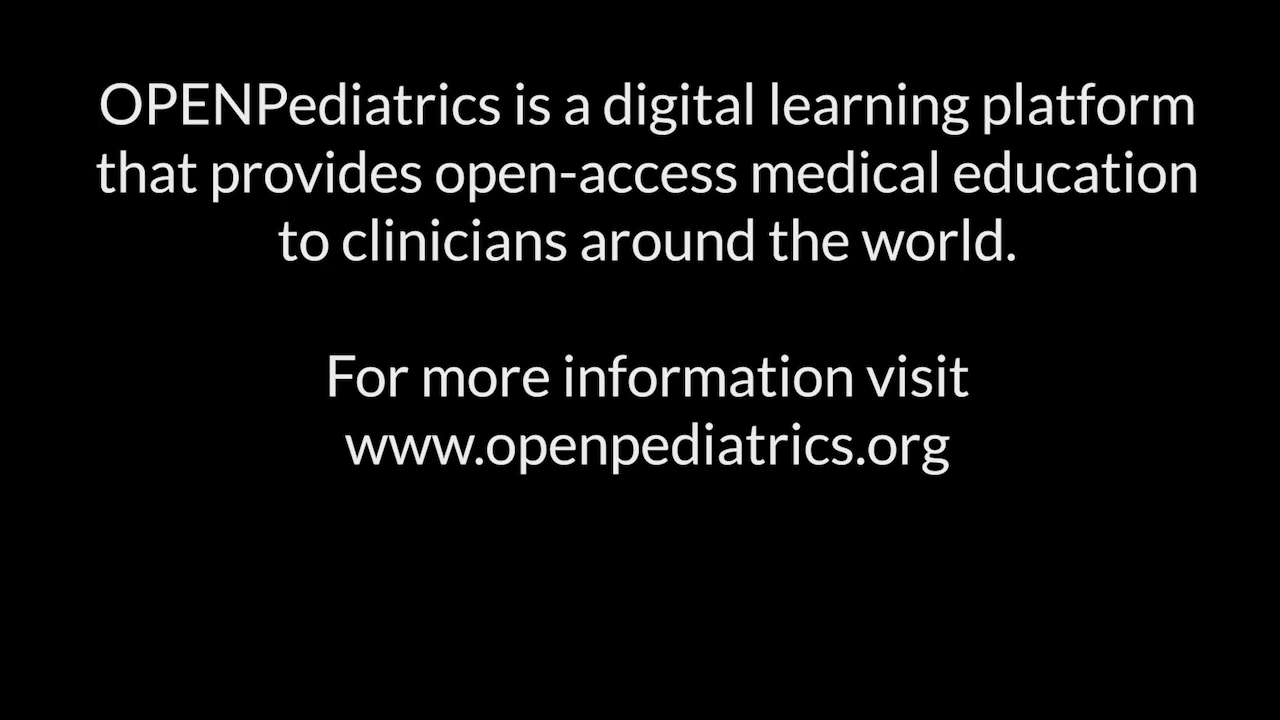 OPENPediatrics is a digital learning platform
that provides open-access medical education
to clinicians around the world.
For more information visit
www.openpediatrics.org